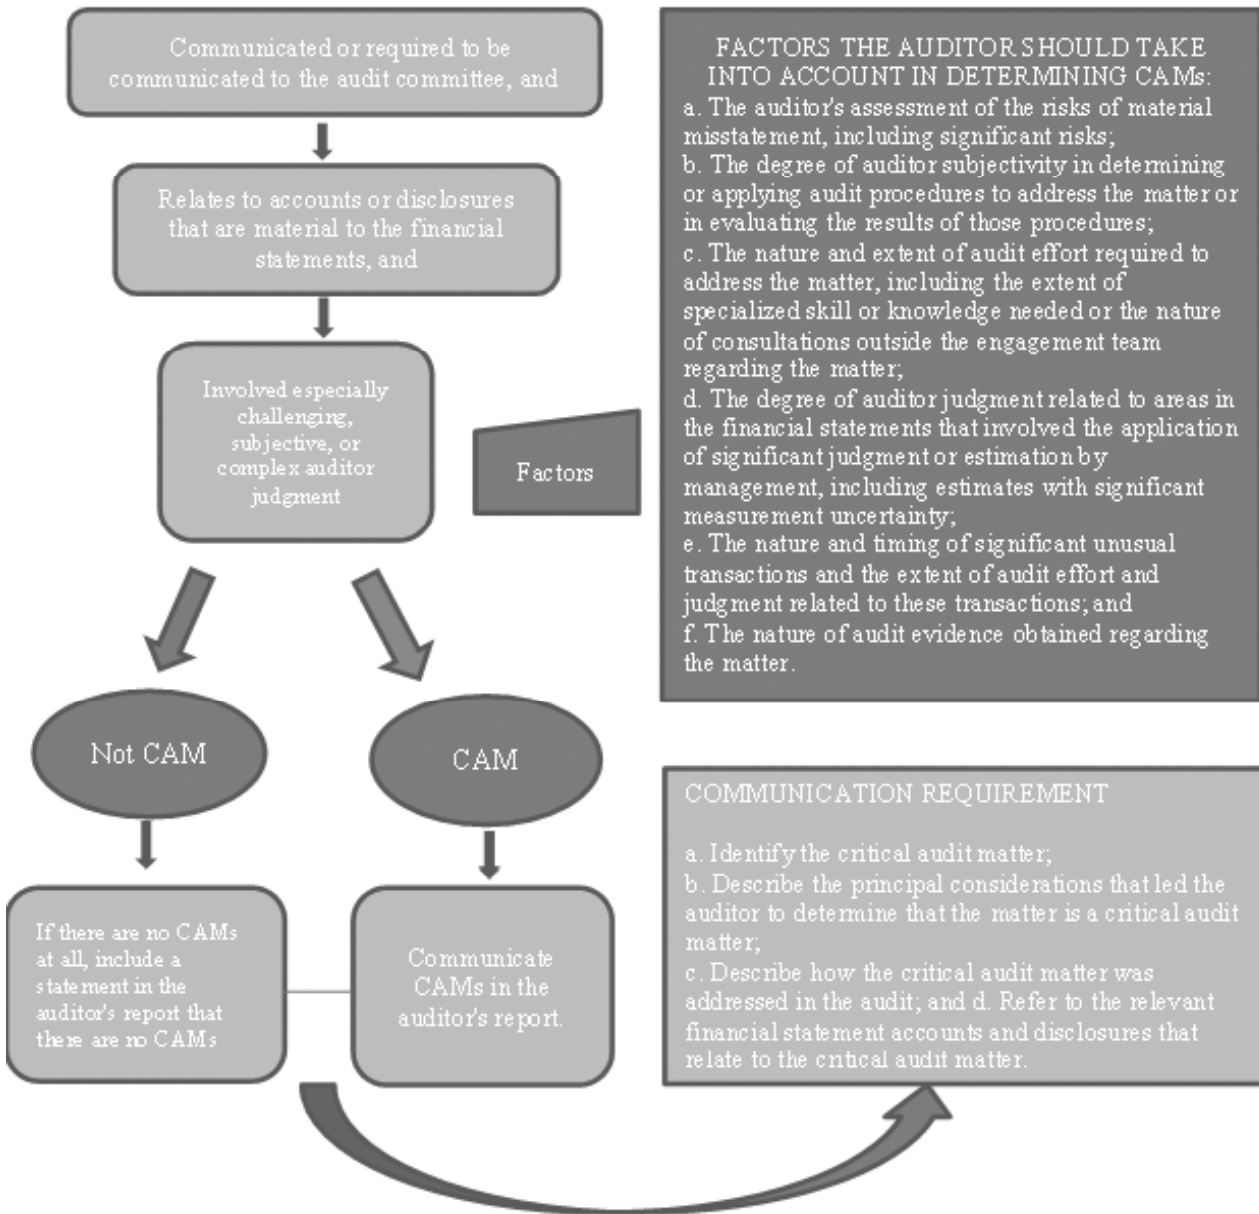 Communicated or required to be
communicated to the audit committee, and
Relates to accounts or disclosures
that are material to the financial
statements, and
Involved especially
challenging,
subjective, or
complex auditor
judgment
Factors
FACTORS THE AUDITOR SHOULD TAKE
INTO ACCOUNT IN DETERMINING CAMs:
a. The auditor's assessment of the risks of material
misstatement, including significant risks;
b. The degree of auditor subjectivity in determining
or applying audit procedures to address the matter or
in evaluating the results of those procedures;
c. The nature and extent of audit effort required to
address the matter, including the extent of
specialized skill or knowledge needed or the nature
of consultations outside the engagement team
regarding the matter;
d. The degree of auditor judgment related to areas in
the financial statements that involved the application
of significant judgment or estimation by
management, including estimates with significant
measurement uncertainty;
e. The nature and timing of significant unusual
transactions and the extent of audit effort and
judgment related to these transactions; and
f. The nature of audit evidence obtained regarding
the matter.
Not CAM
CAM
If there are no CAMs
at all, include a
statement in the
auditor's report that
there are no CAMs
Communicate
CAMs in the
auditor's report.
COMMUNICATION REQUIREMENT
a. Identify the critical audit matter;
b. Describe the principal considerations that led the
auditor to determine that the matter is a critical audit
matter;
c. Describe how the critical audit matter was
addressed in the audit; and d. Refer to the relevant
financial statement accounts and disclosures that
relate to the critical audit matter.